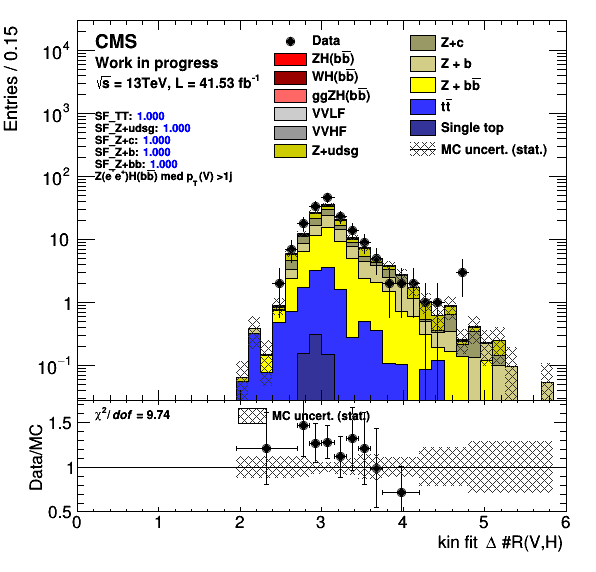 Entries / 0.15
10⁴
10³
10²
10
1
10⁻¹
CMS
Work in progress
√s = 13TeV, L = 41.53 fb⁻¹
SF_TT: 1.000
SF_Z+udsg: 1.000
SF_Z+c: 1.000
SF_Z+b: 1.000
SF_Z+bb: 1.000
Z(e⁻e⁺)H(bb̅) med p_T(V) >1j
Data
ZH(bb̅)
WH(bb̅)
ggZH(bb̅)
VVLF
VVHF
Z+udsg
Z+c
Z + b
Z + bb̅
tt̅
Single top
MC uncert. (stat.)
χ²/dof = 9.74
MC uncert. (stat)
Data/MC
1.5
1
0.5
0 1 2 3 4 5 6
kin fit Δ #R(V,H)